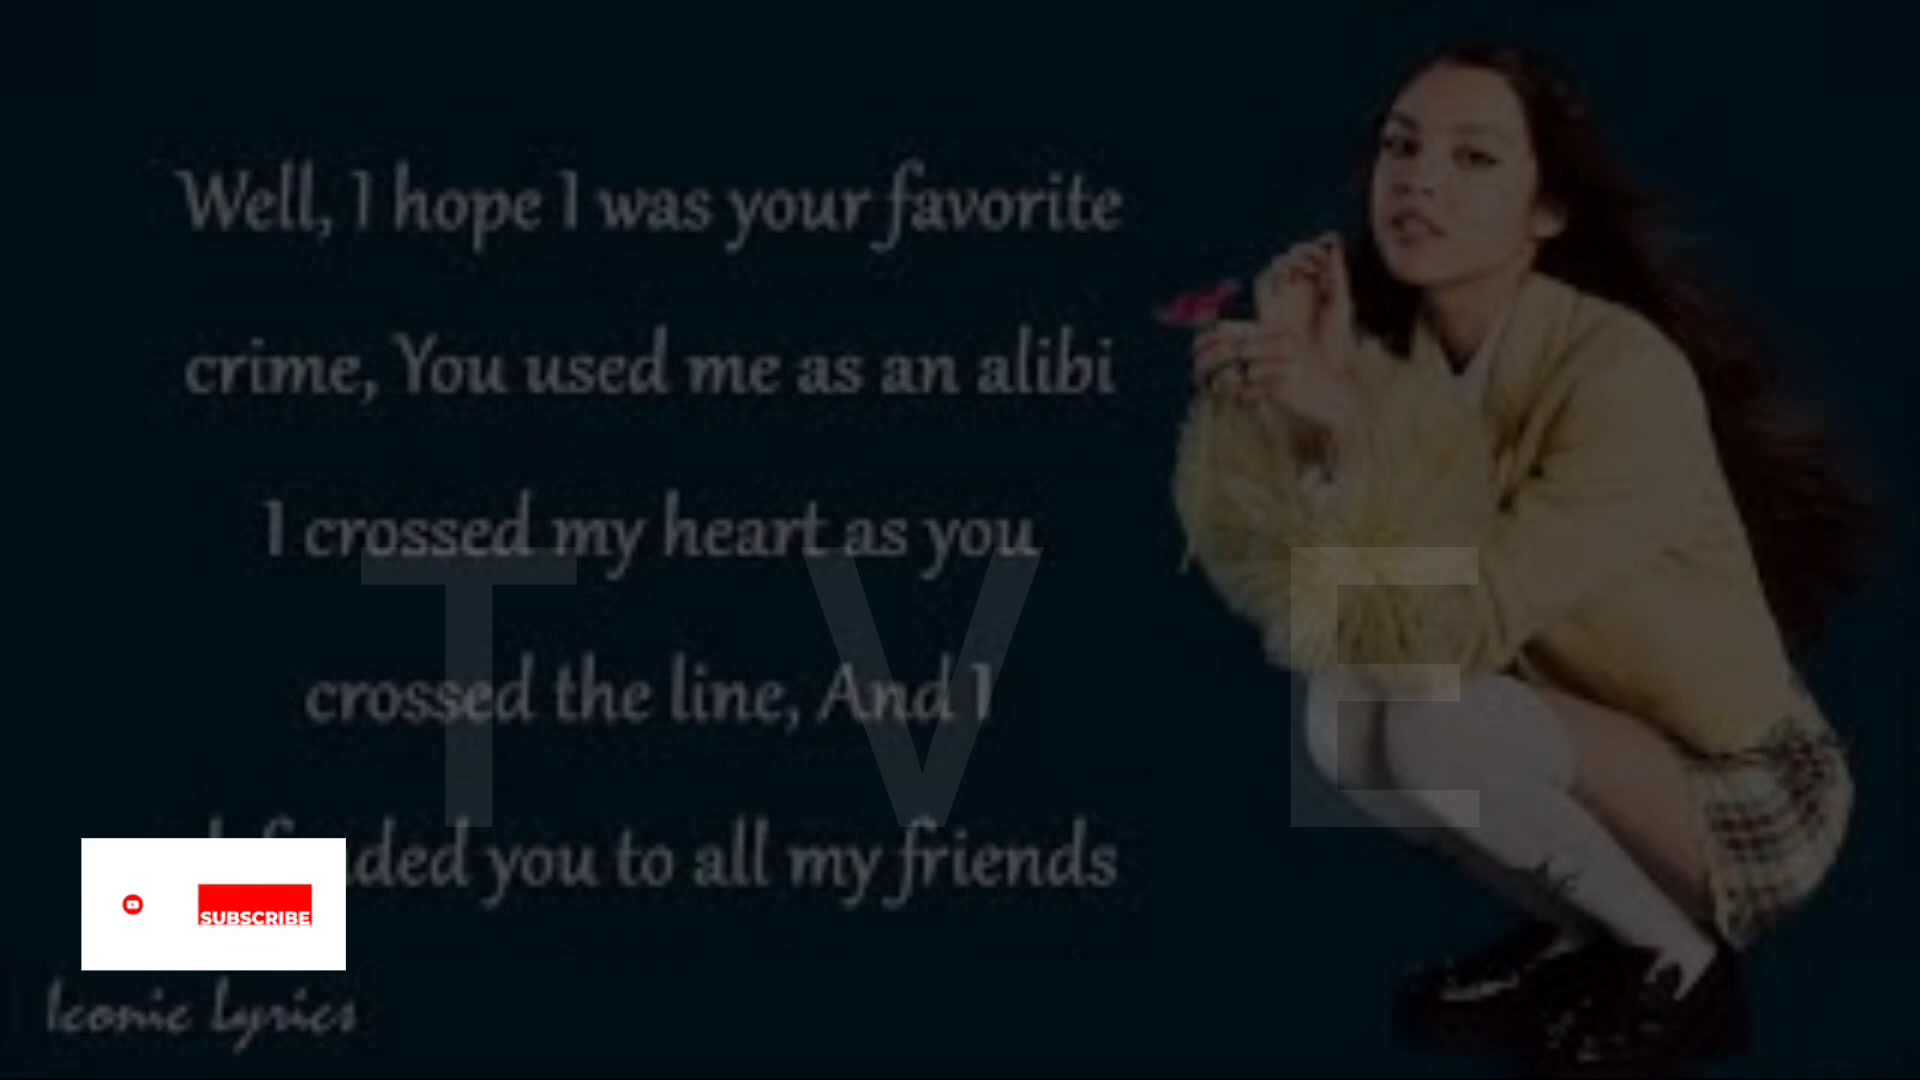 Well, I hope I was your favorite
crime, You used me as an alibi
I crossed my heart as you
crossed the line, And I
you to all my friends
T V E
SUBSCRIBE
Iconic Lyrics